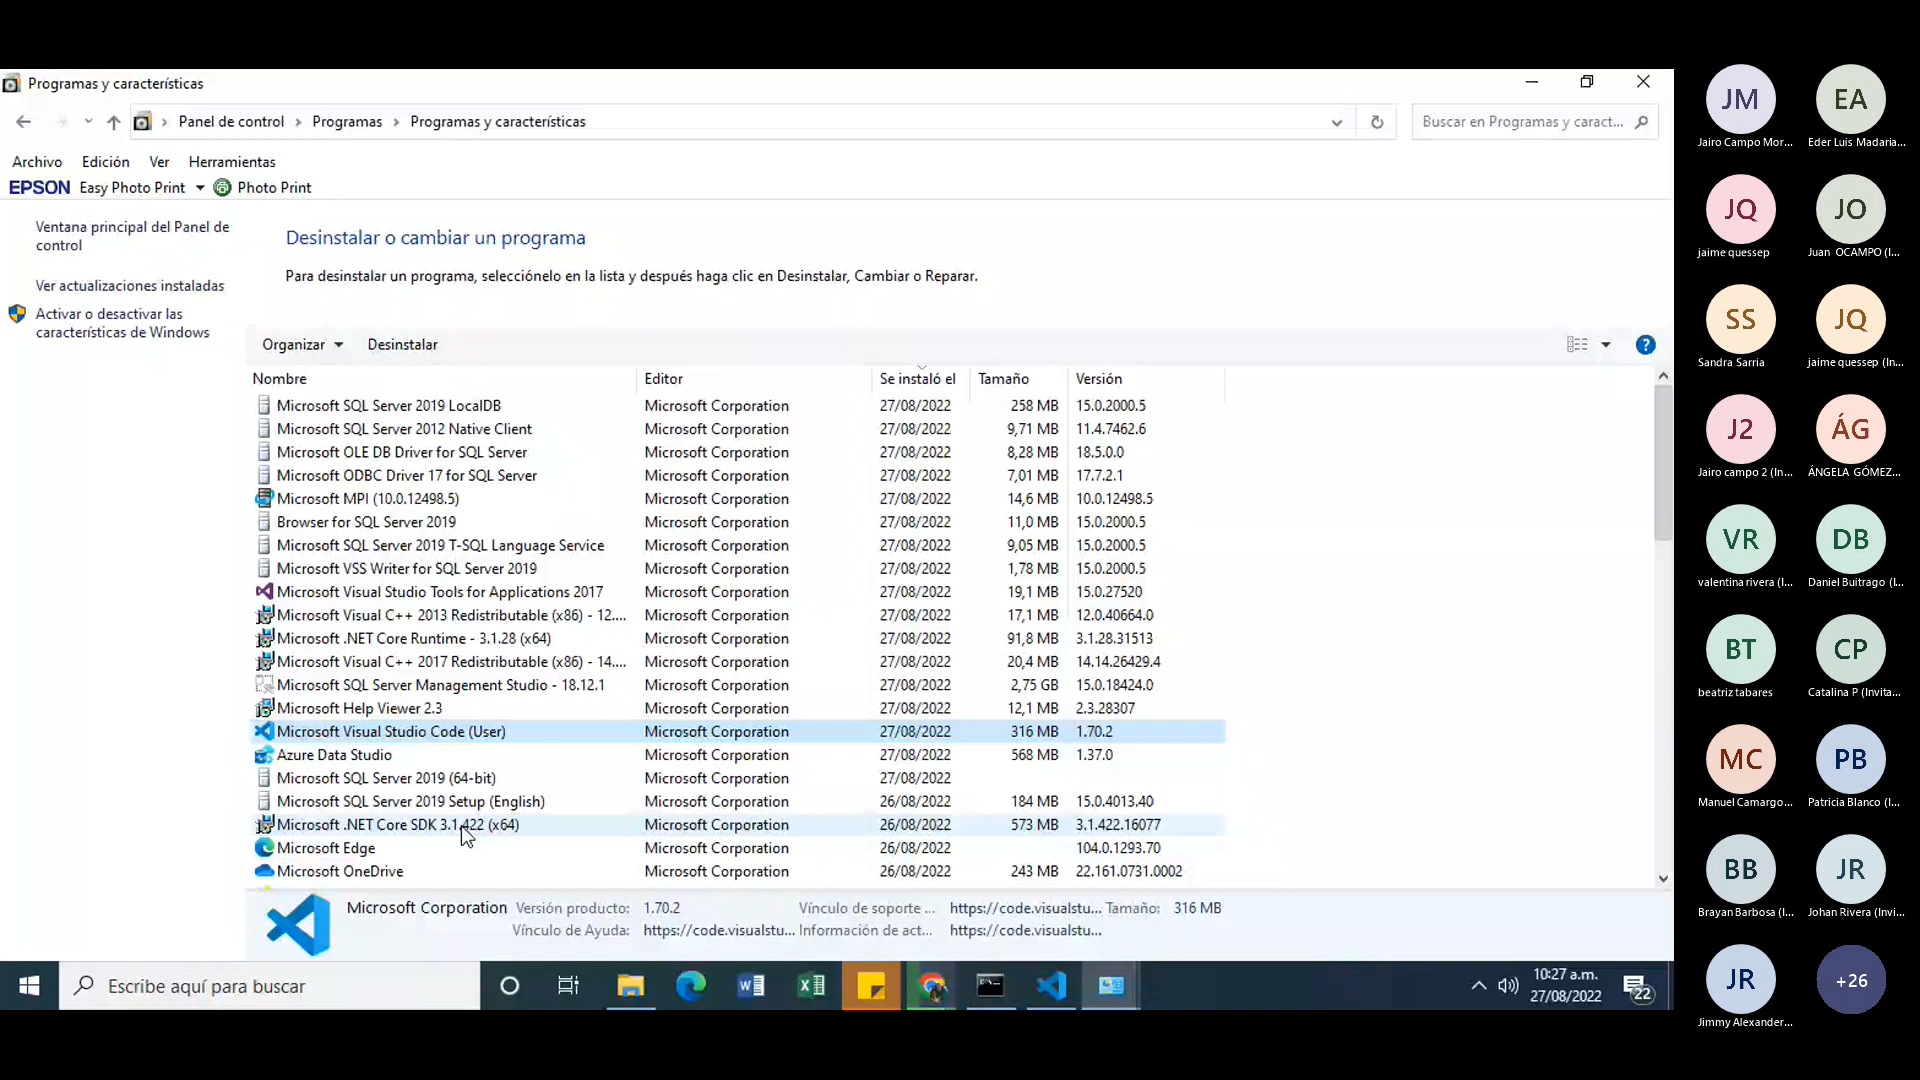 Programas y características
Panel de control > Programas > Programas y características
Buscar en Programas y caract...
Archivo Edición Ver Herramientas
EPSON Easy Photo Print Photo Print
Ventana principal del Panel de control
Ver actualizaciones instaladas
Activar o desactivar las características de Windows
Desinstalar o cambiar un programa
Para desinstalar un programa, selecciónelo en la lista y después haga clic en Desinstalar, Cambiar o Reparar.
Organizar Desinstalar
Nombre Editor Se instaló el Tamaño Versión
Microsoft SQL Server 2019 LocalDB Microsoft Corporation 27/08/2022 258 MB 15.0.2000.5
Microsoft SQL Server 2012 Native Client Microsoft Corporation 27/08/2022 9,71 MB 11.4.7462.6
Microsoft OLE DB Driver for SQL Server Microsoft Corporation 27/08/2022 8,28 MB 18.5.0.0
Microsoft ODBC Driver 17 for SQL Server Microsoft Corporation 27/08/2022 7,01 MB 17.7.2.1
Microsoft MPI (10.0.12498.5) Microsoft Corporation 27/08/2022 14,6 MB 10.0.12498.5
Browser for SQL Server 2019 Microsoft Corporation 27/08/2022 11,0 MB 15.0.2000.5
Microsoft SQL Server 2019 T-SQL Language Service Microsoft Corporation 27/08/2022 9,05 MB 15.0.2000.5
Microsoft VSS Writer for SQL Server 2019 Microsoft Corporation 27/08/2022 1,78 MB 15.0.2000.5
Microsoft Visual Studio Tools for Applications 2017 Microsoft Corporation 27/08/2022 19,1 MB 15.0.27520
Microsoft Visual C++ 2013 Redistributable (x86) - 12.... Microsoft Corporation 27/08/2022 17,1 MB 12.0.40664.0
Microsoft .NET Core Runtime - 3.1.28 (x64) Microsoft Corporation 27/08/2022 91,8 MB 3.1.28.31513
Microsoft Visual C++ 2017 Redistributable (x86) - 14.... Microsoft Corporation 27/08/2022 20,4 MB 14.14.26429.4
Microsoft SQL Server Management Studio - 18.12.1 Microsoft Corporation 27/08/2022 2,75 GB 15.0.18424.0
Microsoft Help Viewer 2.3 Microsoft Corporation 27/08/2022 12,1 MB 2.3.28307
Microsoft Visual Studio Code (User) Microsoft Corporation 27/08/2022 316 MB 1.70.2
Azure Data Studio Microsoft Corporation 27/08/2022 568 MB 1.37.0
Microsoft SQL Server 2019 (64-bit) Microsoft Corporation 27/08/2022
Microsoft SQL Server 2019 Setup (English) Microsoft Corporation 26/08/2022 184 MB 15.0.4013.40
Microsoft .NET Core SDK 3.1.422 (x64) Microsoft Corporation 26/08/2022 573 MB 3.1.422.16077
Microsoft Edge Microsoft Corporation 26/08/2022 104.0.1293.70
Microsoft OneDrive Microsoft Corporation 26/08/2022 243 MB 22.161.0731.0002
Microsoft Corporation Versión producto: 1.70.2 Vínculo de soporte ... https://code.visualstu... Tamaño: 316 MB
Vínculo de Ayuda: https://code.visualstu... Información de act... https://code.visualstu...
Escribe aquí para buscar
10:27 a.m.
27/08/2022
22
JM EA
Jairo Campo Mor... Eder Luis Madaria...
JQ JO
jaime quessep Juan OCAMPO (I...
SS JQ
Sandra Sarria jaime quessep (In...
J2 ÁG
Jairo campo 2 (In... ÁNGELA GÓMEZ...
VR DB
valentina rivera (I... Daniel Buitrago (I...
BT CP
beatriz tabares Catalina P (Invita...
MC PB
Manuel Camargo... Patricia Blanco (I...
BB JR
Brayan Barbosa (I... Johan Rivera (Invi...
JR +26
Jimmy Alexander...